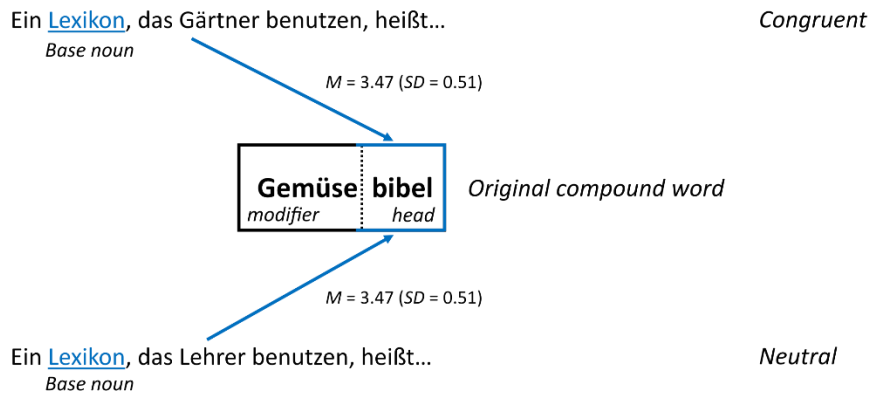 Ein Lexikon, das Gärtner benutzen, heißt… Congruent
Base noun
M = 3.47 (SD = 0.51)
Gemüse bibel Original compound word
modifier head
M = 3.47 (SD = 0.51)
Ein Lexikon, das Lehrer benutzen, heißt… Neutral
Base noun